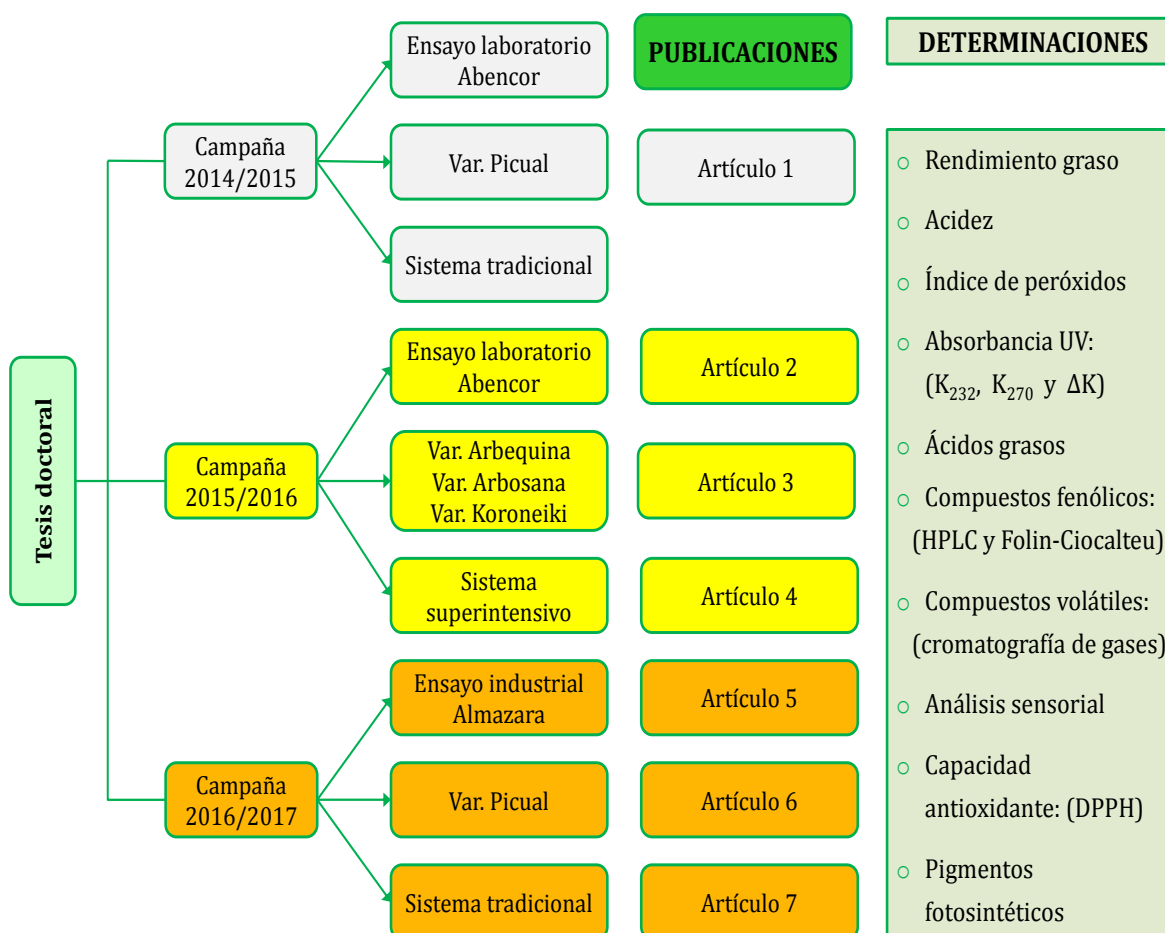 Tesis doctoral
Campaña
2014/2015
Ensayo laboratorio
Abencor
Var. Picual
Sistema tradicional
Campaña
2015/2016
Ensayo laboratorio
Abencor
Var. Arbequina
Var. Arbosana
Var. Koroneiki
Sistema
superintensivo
Campaña
2016/2017
Ensayo industrial
Almazara
Var. Picual
Sistema tradicional
PUBLICACIONES
Artículo 1
Artículo 2
Artículo 3
Artículo 4
Artículo 5
Artículo 6
Artículo 7
DETERMINACIONES
○ Rendimiento graso
○ Acidez
○ Índice de peróxidos
○ Absorbancia UV:
(K₂₃₂, K₂₇₀ y ΔK)
○ Ácidos grasos
○ Compuestos fenólicos:
(HPLC y Folin-Ciocalteu)
○ Compuestos volátiles:
(cromatografía de gases)
○ Análisis sensorial
○ Capacidad
antioxidante: (DPPH)
○ Pigmentos
fotosintéticos